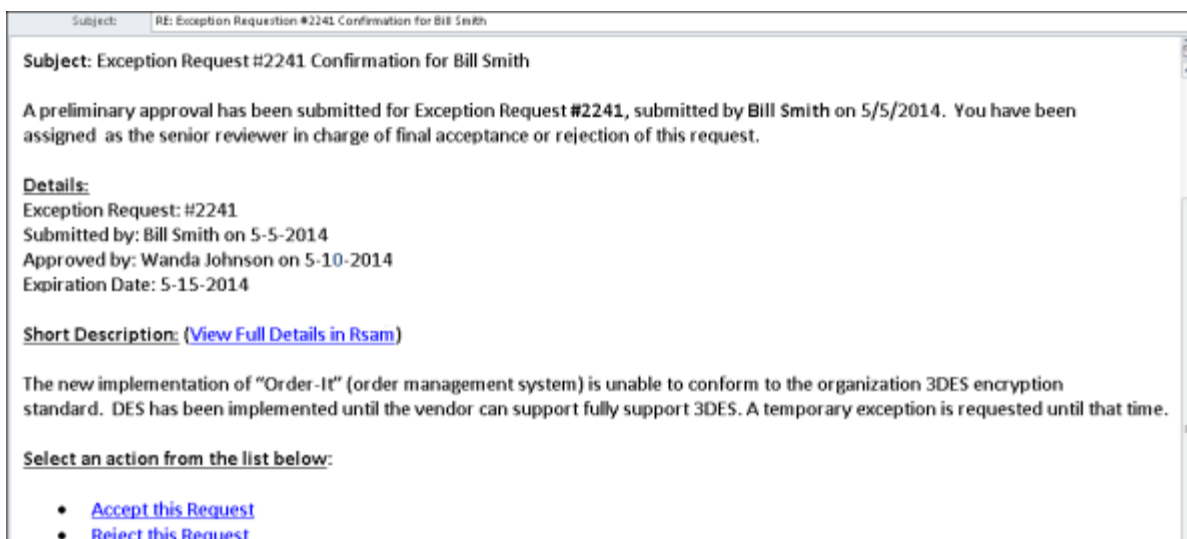 Subject: RE: Exception Requestion #2241 Confirmation for Bill Smith
Subject: Exception Request #2241 Confirmation for Bill Smith
A preliminary approval has been submitted for Exception Request #2241, submitted by Bill Smith on 5/5/2014. You have been
assigned as the senior reviewer in charge of final acceptance or rejection of this request.
Details:
Exception Request: #2241
Submitted by: Bill Smith on 5-5-2014
Approved by: Wanda Johnson on 5-10-2014
Expiration Date: 5-15-2014
Short Description: (View Full Details in Rsam)
The new implementation of “Order-It” (order management system) is unable to conform to the organization 3DES encryption
standard. DES has been implemented until the vendor can support fully support 3DES. A temporary exception is requested until that time.
Select an action from the list below:
• Accept this Request
• Reject this Request